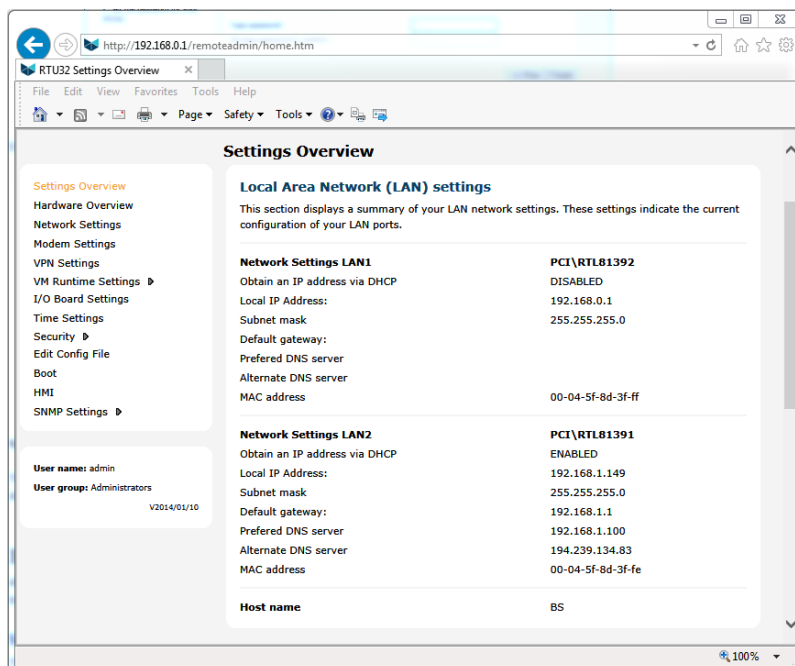 http://192.168.0.1/remoteadmin/home.htm
RTU32 Settings Overview
File Edit View Favorites Tools Help
Page Safety Tools
Settings Overview
Settings Overview
Hardware Overview
Network Settings
Modem Settings
VPN Settings
VM Runtime Settings
I/O Board Settings
Time Settings
Security
Edit Config File
Boot
HMI
SNMP Settings
User name: admin
User group: Administrators
V2014/01/10
Local Area Network (LAN) settings
This section displays a summary of your LAN network settings. These settings indicate the current
configuration of your LAN ports.
Network Settings LAN1 PCI\RTL81392
Obtain an IP address via DHCP DISABLED
Local IP Address: 192.168.0.1
Subnet mask 255.255.255.0
Default gateway:
Prefered DNS server
Alternate DNS server
MAC address 00-04-5f-8d-3f-ff
Network Settings LAN2 PCI\RTL81391
Obtain an IP address via DHCP ENABLED
Local IP Address: 192.168.1.149
Subnet mask 255.255.255.0
Default gateway: 192.168.1.1
Prefered DNS server 192.168.1.100
Alternate DNS server 194.239.134.83
MAC address 00-04-5f-8d-3f-fe
Host name BS
100%